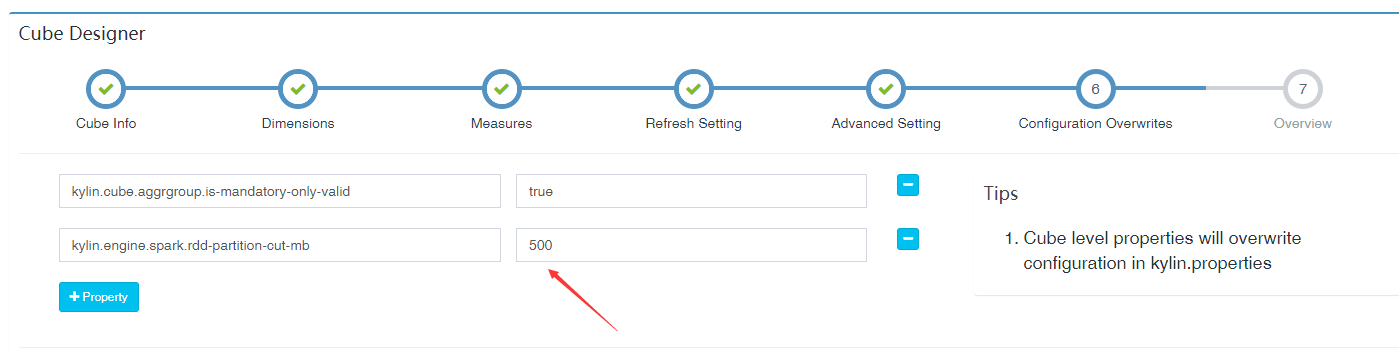 Cube Designer
6
7
Cube Info
Dimensions
Measures
Refresh Setting
Advanced Setting
Configuration Overwrites
Overview
kylin.cube.aggrgroup.is-mandatory-only-valid
true
kylin.engine.spark.rdd-partition-cut-mb
500
+ Property
Tips
1. Cube level properties will overwrite
configuration in kylin.properties